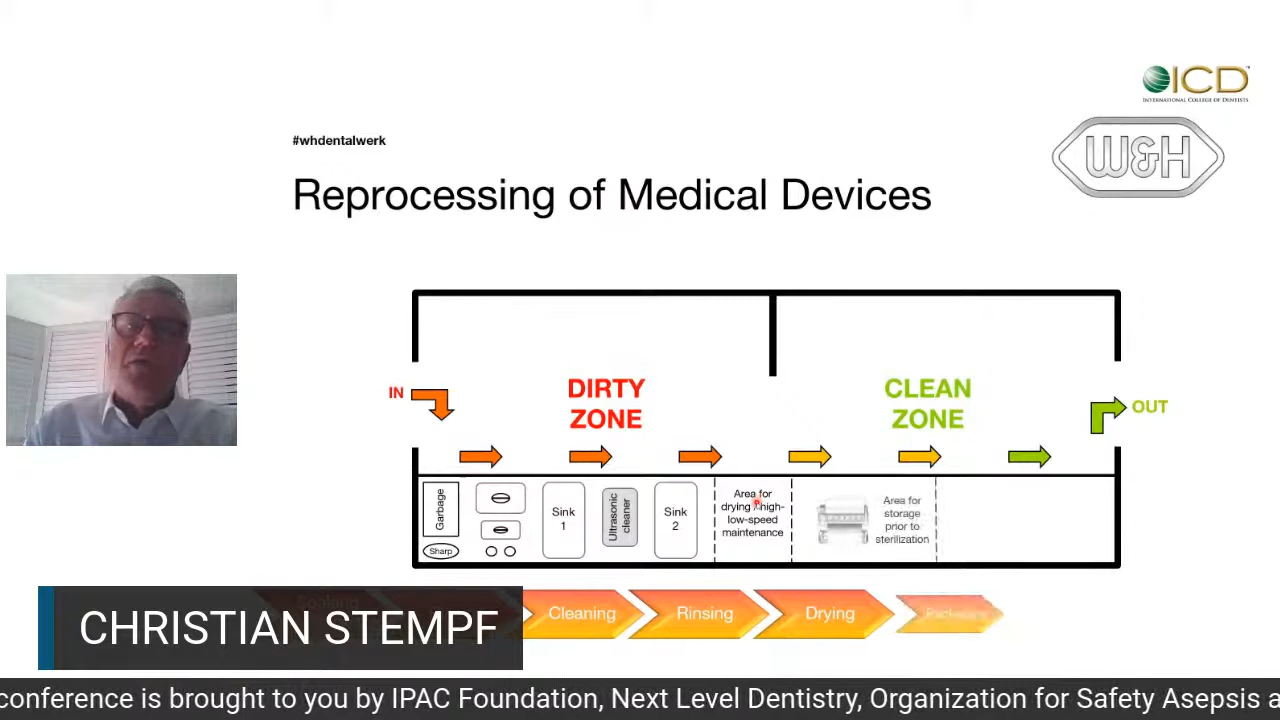 ICD
INTERNATIONAL COLLEGE OF DENTISTS
#whdentalwerk
W&H
Reprocessing of Medical Devices
IN
DIRTY
ZONE
CLEAN
ZONE
OUT
Garbage
Sharp
Sink
1
Ultrasonic
cleaner
Sink
2
Area for
drying / high-
low-speed
maintenance
Area for
storage
prior to
sterilization
Cleaning
Rinsing
Drying
CHRISTIAN STEMPF
conference is brought to you by IPAC Foundation, Next Level Dentistry, Organization for Safety Asepsis a